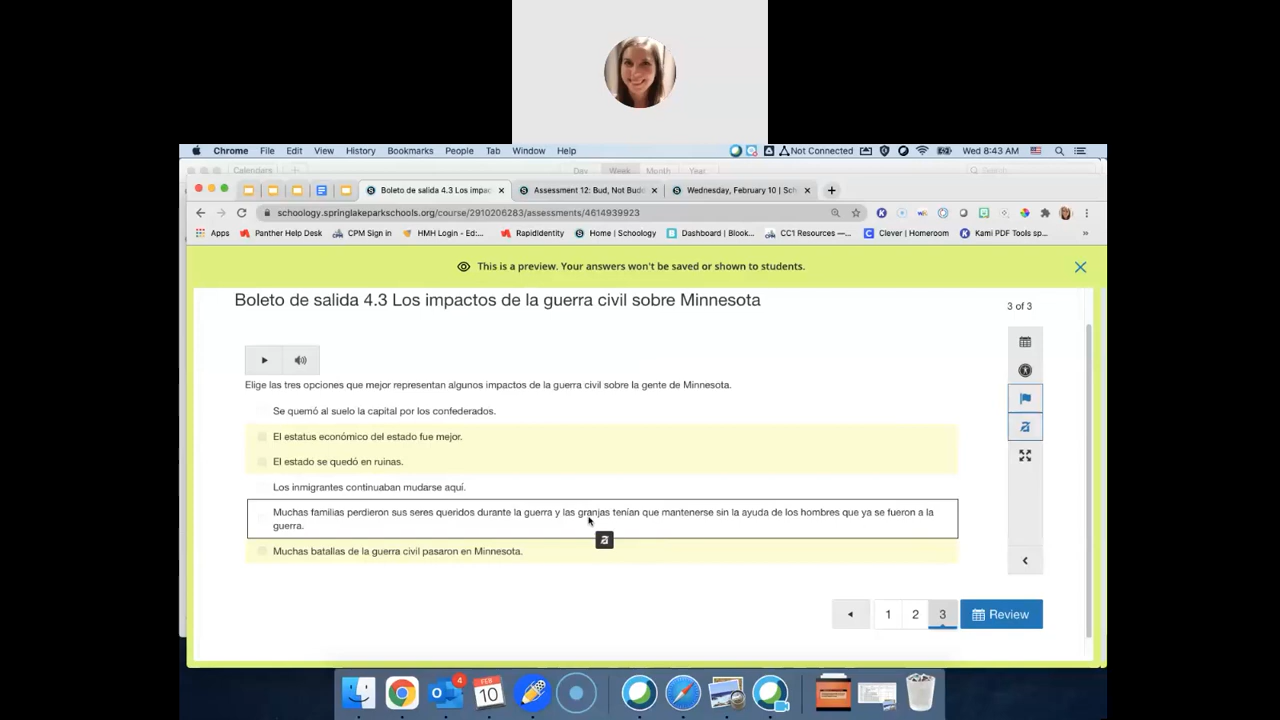 Chrome File Edit View History Bookmarks People Tab Window Help Not Connected Wed 8:43 AM
Calendars Day Week Month Year Search
Boleto de salida 4.3 Los impac Assessment 12: Bud, Not Budd Wednesday, February 10 | Sch
schoology.springlakeparkschools.org/course/2910206283/assessments/4614939923
Apps Panther Help Desk CPM Sign in HMH Login - Ed:... RapidIdentity Home | Schoology Dashboard | Blook... CC1 Resources —... Clever | Homeroom Kami PDF Tools sp...
This is a preview. Your answers won't be saved or shown to students.
Boleto de salida 4.3 Los impactos de la guerra civil sobre Minnesota
3 of 3
Elige las tres opciones que mejor representan algunos impactos de la guerra civil sobre la gente de Minnesota.
Se quemó al suelo la capital por los confederados.
El estatus económico del estado fue mejor.
El estado se quedó en ruinas.
Los inmigrantes continuaban mudarse aquí.
Muchas familias perdieron sus seres queridos durante la guerra y las granjas tenían que mantenerse sin la ayuda de los hombres que ya se fueron a la
guerra.
Muchas batallas de la guerra civil pasaron en Minnesota.
1 2 3 Review
4
FEB
10